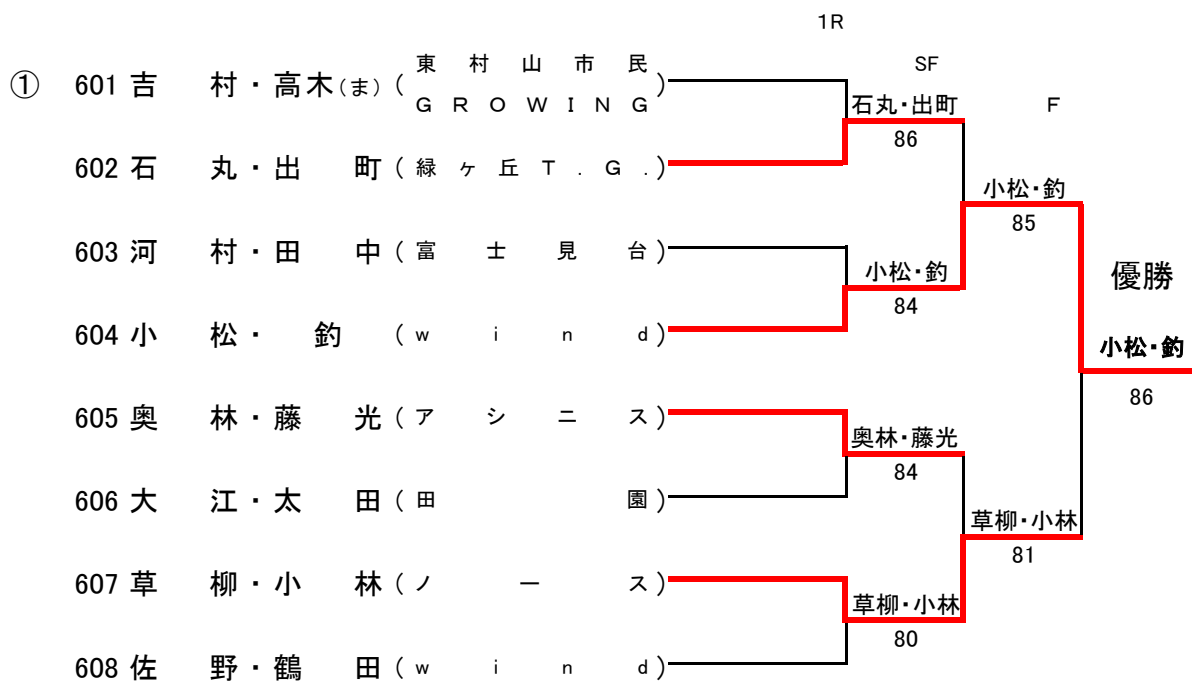 1R
SF
F
① 601 吉 村・高木(ま) (東 村 山 市 民
ＧＲＯＷＩＮＧ)
石丸・出町
86
602 石 丸・出 町 (緑ヶ丘Ｔ.Ｇ.)
小松・釣
85
603 河 村・田 中 (富 士 見 台)
小松・釣
84
優勝
604 小 松・ 釣 (ｗ ｉ ｎ ｄ)
小松・釣
86
605 奥 林・藤 光 (ア シ ニ ス)
奥林・藤光
84
606 大 江・太 田 (田 園)
草柳・小林
81
607 草 柳・小 林 (ノ ー ス)
草柳・小林
80
608 佐 野・鶴 田 (ｗ ｉ ｎ ｄ)